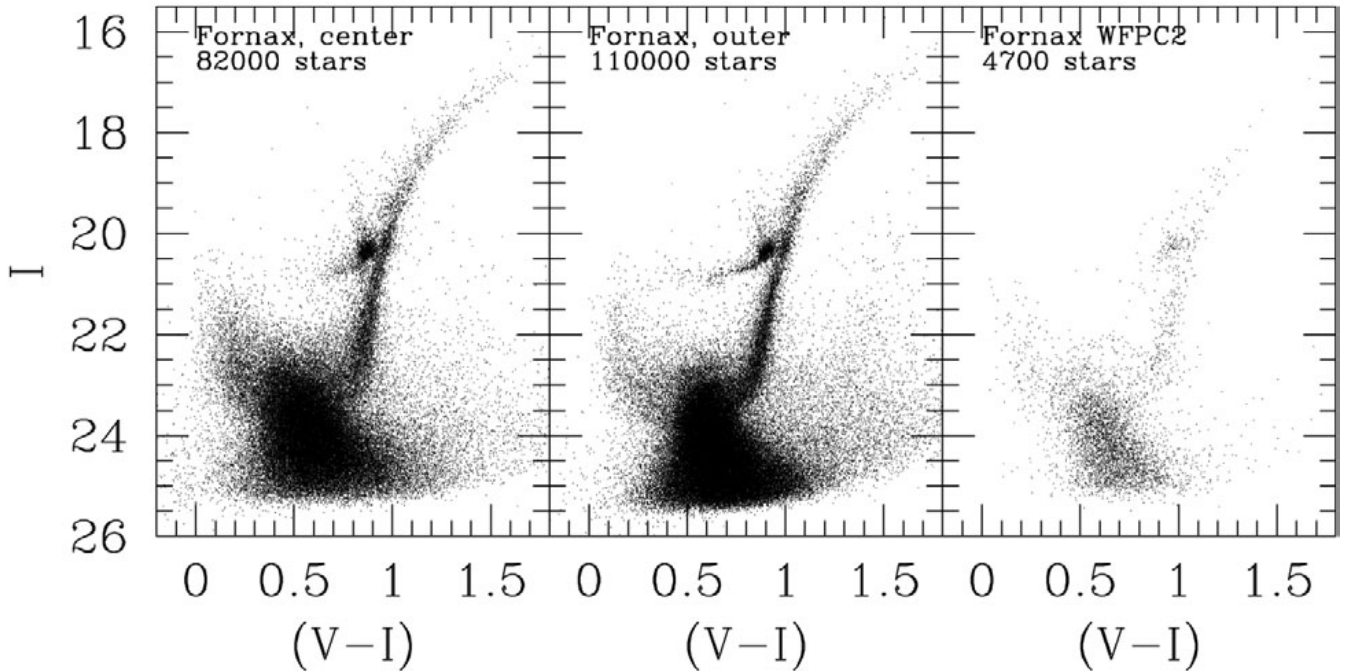 Fornax, center
82000 stars
Fornax, outer
110000 stars
Fornax WFPC2
4700 stars
I
16
18
20
22
24
26
0 0.5 1 1.5
0 0.5 1 1.5
0 0.5 1 1.5
(V-I)
(V-I)
(V-I)